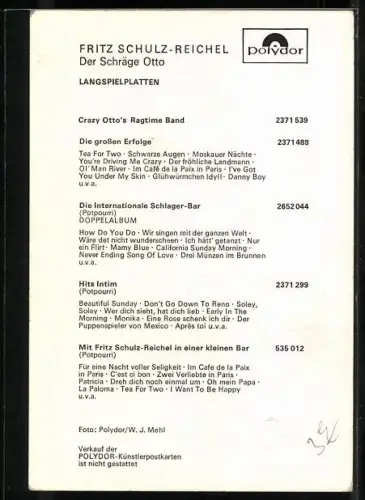 FRITZ SCHULZ-REICHEL
Der Schräge Otto
polydor
LANGSPIELPLATTEN
Crazy Otto's Ragtime Band 2371 539
Die großen Erfolge 2371 488
Tea For Two · Schwarze Augen · Moskauer Nächte ·
You're Driving Me Crazy · Der fröhliche Landmann ·
Ol' Man River · Im Café de la Paix in Paris · I've Got
You Under My Skin · Glühwürmchen Idyll · Danny Boy
u.v.a.
Die Internationale Schlager-Bar 2652 044
(Potpourri)
DOPPELALBUM
How Do You Do · Wir singen mit der ganzen Welt ·
Wäre det nicht wunderscheen · Ich hätt' getanzt · Nur
ein Flirt · Mamy Blue · California Sunday Morning ·
Never Ending Song Of Love · Drei Münzen im Brunnen
u.v.a.
Hits Intim 2371 299
(Potpourri)
Beautiful Sunday · Don't Go Down To Reno · Soley,
Soley · Wer dich sieht, hat dich lieb · Early In The
Morning · Monika · Eine Rose schenk ich dir · Der
Puppenspieler von Mexico · Après toi u.v.a.
Mit Fritz Schulz-Reichel in einer kleinen Bar 535 012
(Potpourri)
Für eine Nacht voller Seligkeit · Im Cafe de la Paix
in Paris · C'est ci bon · Zwei Verliebte in Paris ·
Patricia · Dreh dich noch einmal um · Oh mein Papa ·
La Paloma · Tea For Two · I Want To Be Happy
u.v.a.
Foto: Polydor/W. J. Mehl
Verkauf der
POLYDOR-Künstlerpostkarten
ist nicht gestattet